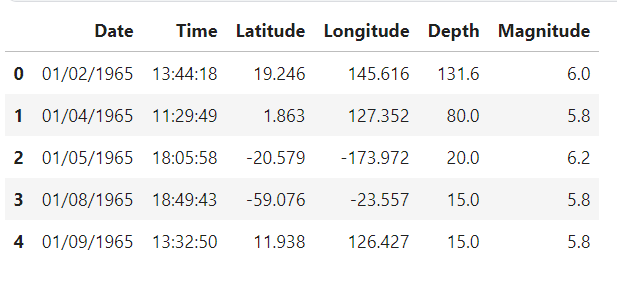 Date Time Latitude Longitude Depth Magnitude
0 01/02/1965 13:44:18 19.246 145.616 131.6 6.0
1 01/04/1965 11:29:49 1.863 127.352 80.0 5.8
2 01/05/1965 18:05:58 -20.579 -173.972 20.0 6.2
3 01/08/1965 18:49:43 -59.076 -23.557 15.0 5.8
4 01/09/1965 13:32:50 11.938 126.427 15.0 5.8